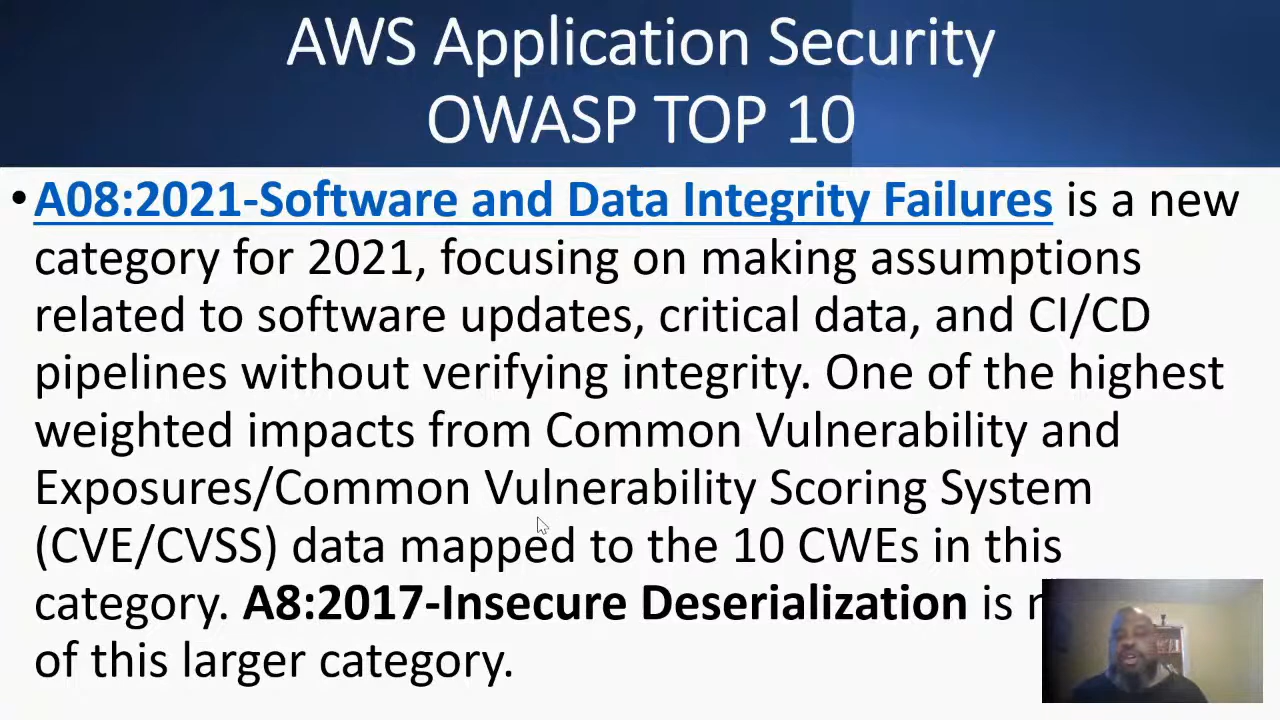 AWS Application Security
OWASP TOP 10
• A08:2021-Software and Data Integrity Failures is a new
category for 2021, focusing on making assumptions
related to software updates, critical data, and CI/CD
pipelines without verifying integrity. One of the highest
weighted impacts from Common Vulnerability and
Exposures/Common Vulnerability Scoring System
(CVE/CVSS) data mapped to the 10 CWEs in this
category. A8:2017-Insecure Deserialization is
of this larger category.